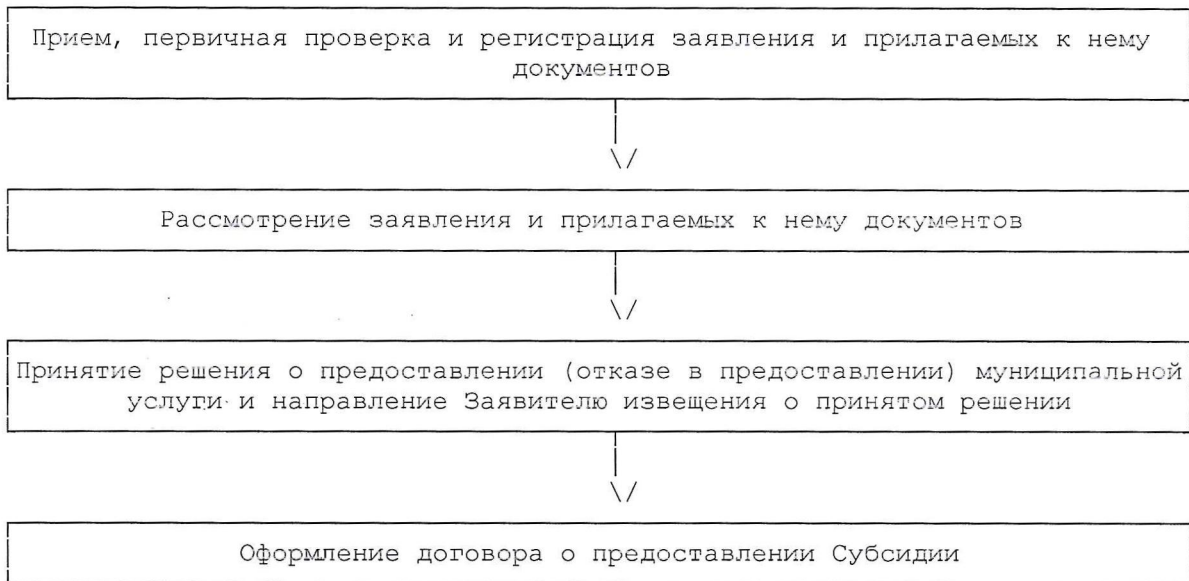 Прием, первичная проверка и регистрация заявления и прилагаемых к нему
документов
Рассмотрение заявления и прилагаемых к нему документов
Принятие решения о предоставлении (отказе в предоставлении) муниципальной
услуги и направление Заявителю извещения о принятом решении
Оформление договора о предоставлении Субсидии